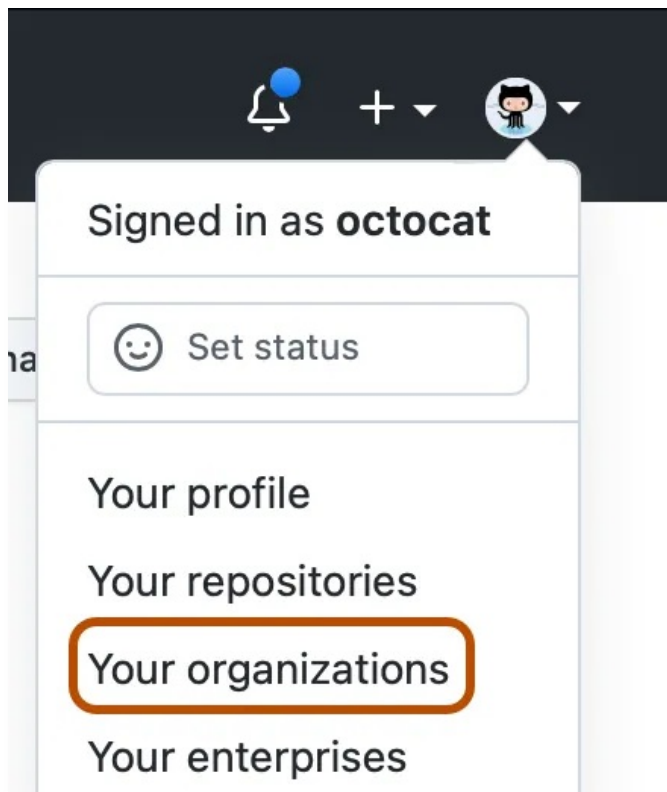 Signed in as octocat
Set status
Your profile
Your repositories
Your organizations
Your enterprises